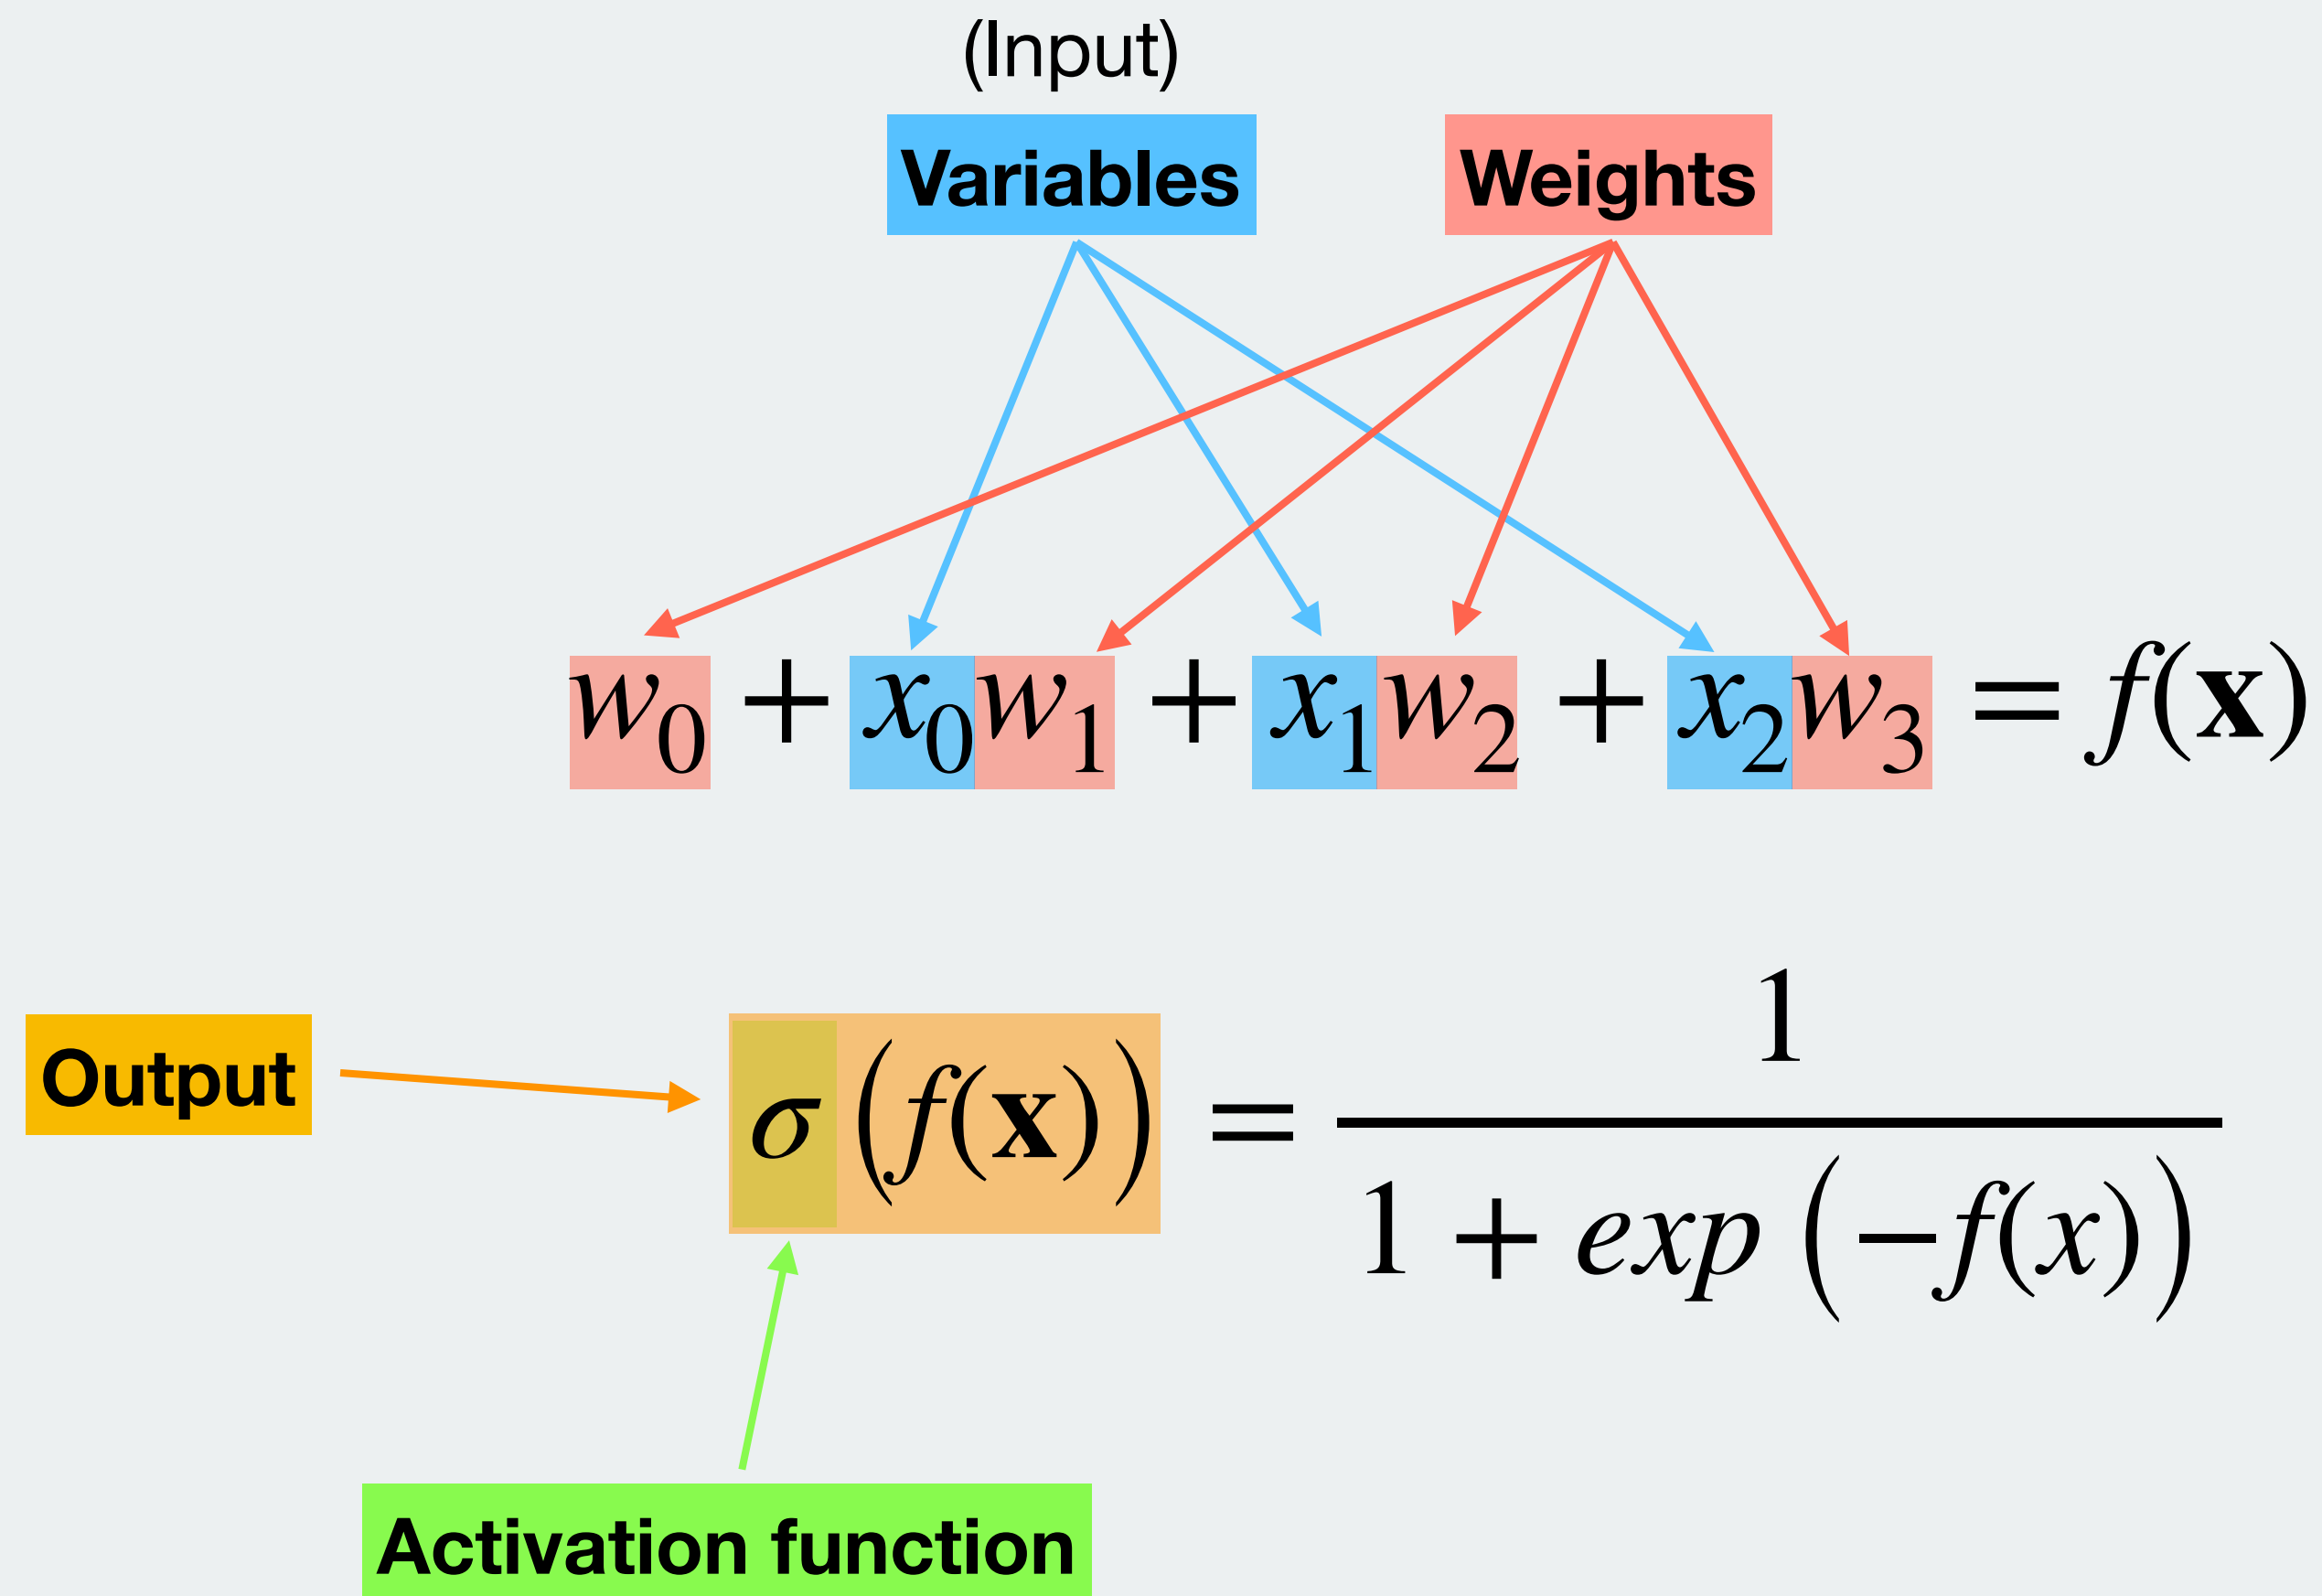 (Input)
Variables Weights
w₀ + x₀w₁ + x₁w₂ + x₂w₃ = f(𝐱)
Output
σ (f(𝐱)) = 1 / 1 + exp (−f(x))
Activation function